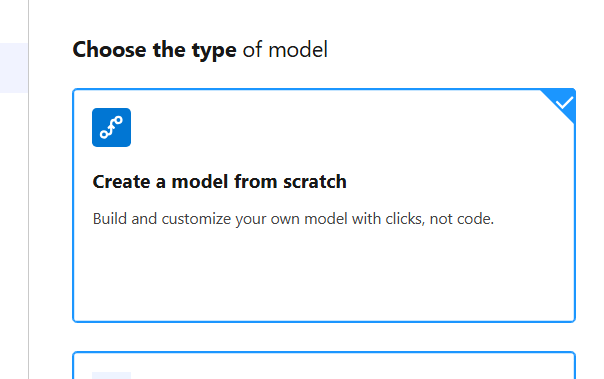 Choose the type of model
Create a model from scratch
Build and customize your own model with clicks, not code.